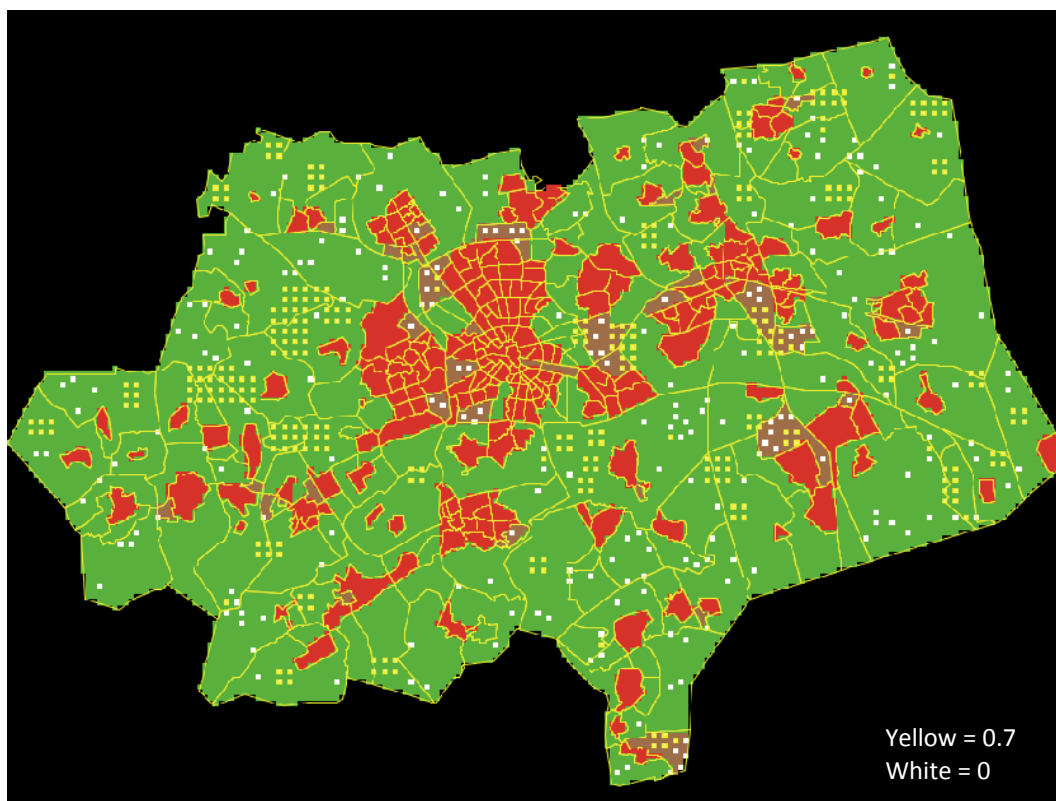 Yellow = 0.7
White = 0